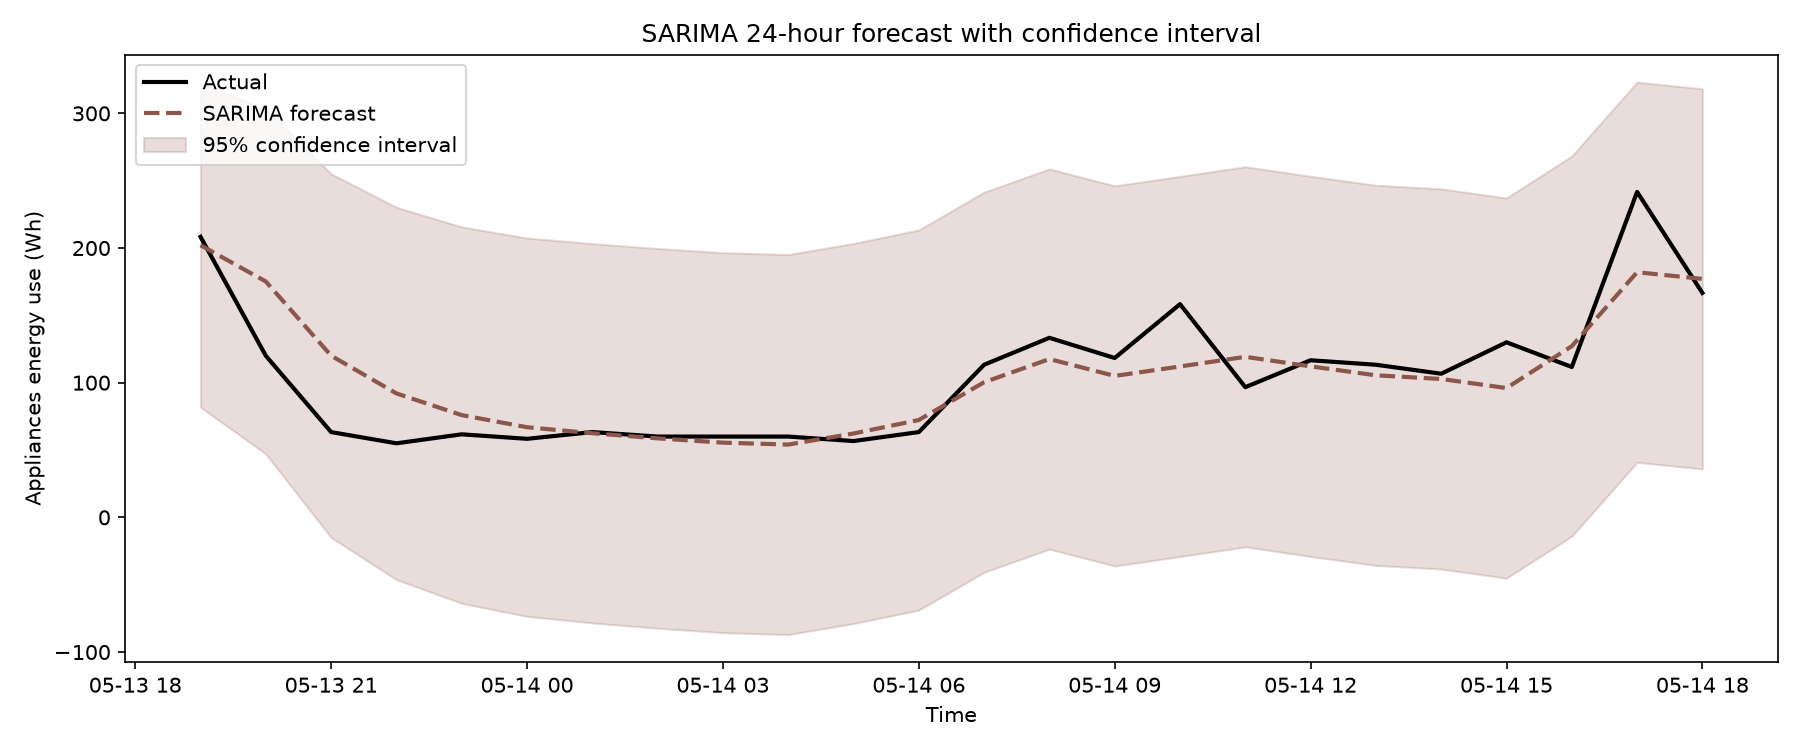 SARIMA 24-hour forecast with confidence interval
Actual
SARIMA forecast
95% confidence interval
Appliances energy use (Wh)
300
200
100
0
−100
05-13 18 05-13 21 05-14 00 05-14 03 05-14 06 05-14 09 05-14 12 05-14 15 05-14 18
Time